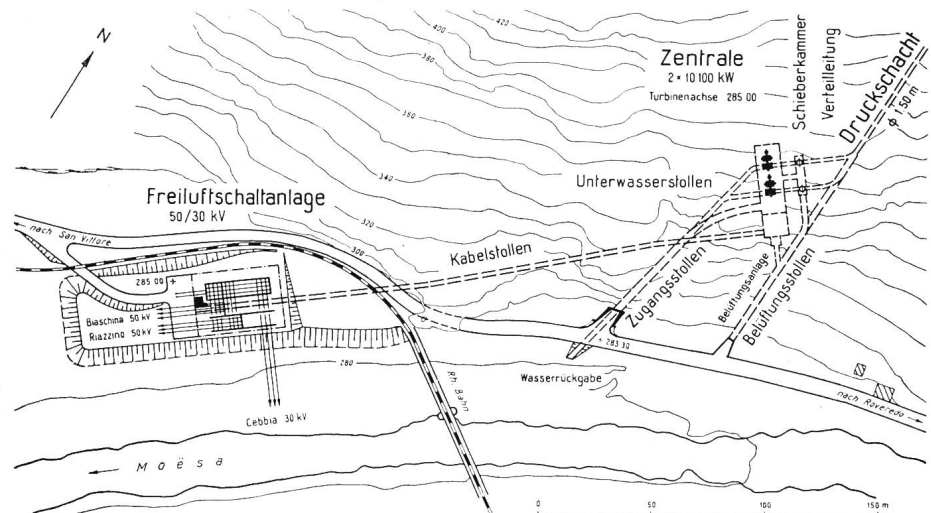 N
420
400
380
360
340
320
300
280
Zentrale
2 × 10 100 kW
Turbinenachse 285 00
Schieberkammer
Verteilleitung
Druckschacht
⌀ 1,50 m
Unterwasserstollen
Freiluftschaltanlage
50/30 kV
nach San Vittore
285 00
Biaschina 50 kV
Riazzino 50 kV
Kabelstollen
Zugangsstollen
Belüftungsanlage
Belüftungsstollen
283 30
Wasserrückgabe
nach Roveredo
Rh. Bahn
Cebbia 30 kV
Moësa
0 50 100 150 m